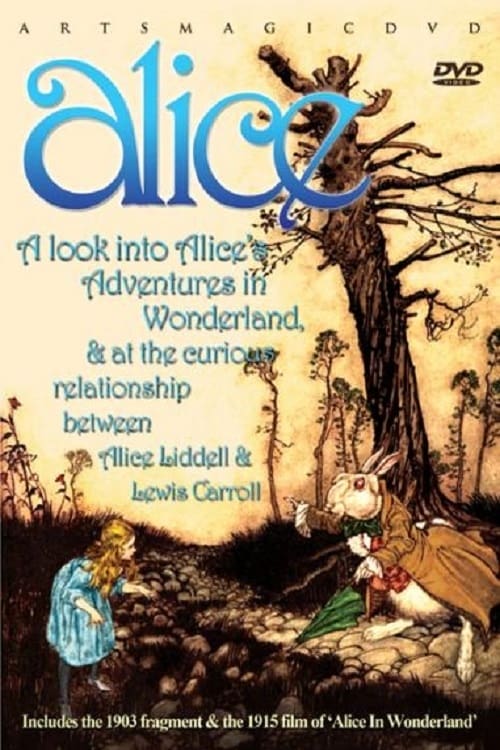 ARTSMAGICDVD
DVD
VIDEO
alice
A look into Alice's
Adventures in
Wonderland,
& at the curious
relationship
between
Alice Liddell &
Lewis Carroll
Includes the 1903 fragment & the 1915 film of 'Alice In Wonderland'